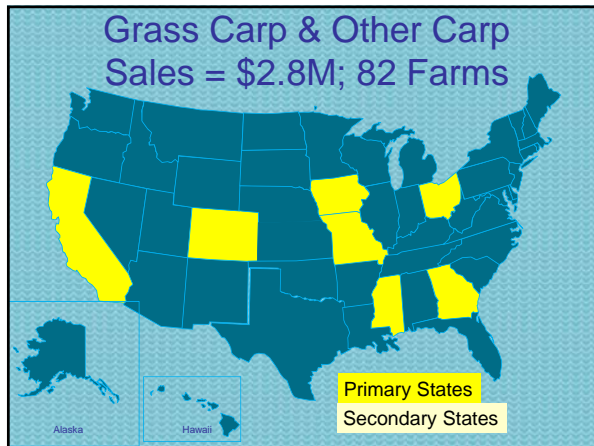 Grass Carp & Other Carp
Sales = $2.8M; 82 Farms
Primary States
Secondary States
Alaska
Hawaii